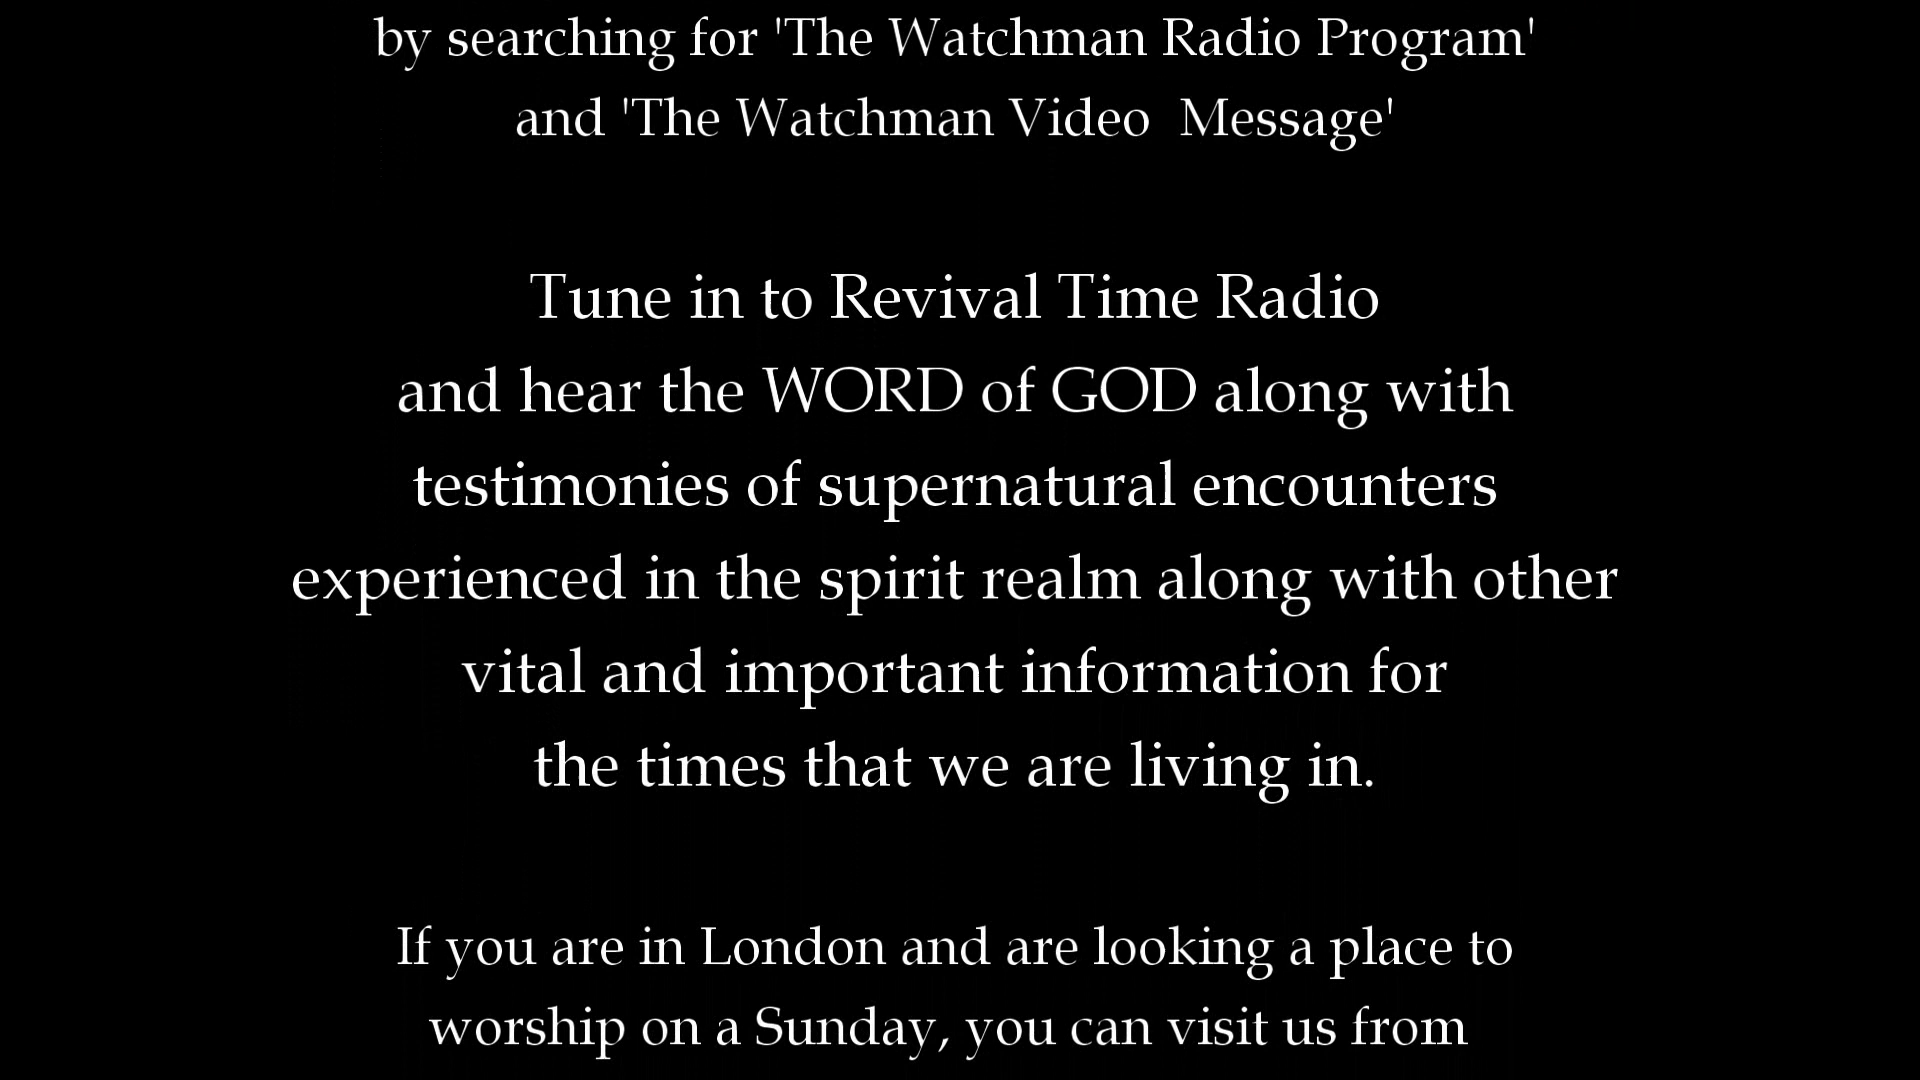 by searching for 'The Watchman Radio Program'
and 'The Watchman Video  Message'
Tune in to Revival Time Radio
and hear the WORD of GOD along with
testimonies of supernatural encounters
experienced in the spirit realm along with other
vital and important information for
the times that we are living in.
If you are in London and are looking a place to
worship on a Sunday, you can visit us from